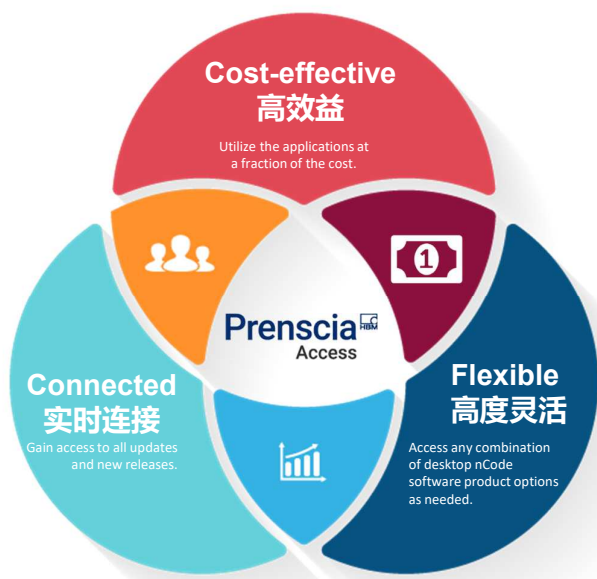 Cost-effective
高效益
Utilize the applications at
a fraction of the cost.
1
Prenscia HBM
Access
Connected
实时连接
Gain access to all updates
and new releases.
Flexible
高度灵活
Access any combination
of desktop nCode
software product options
as needed.